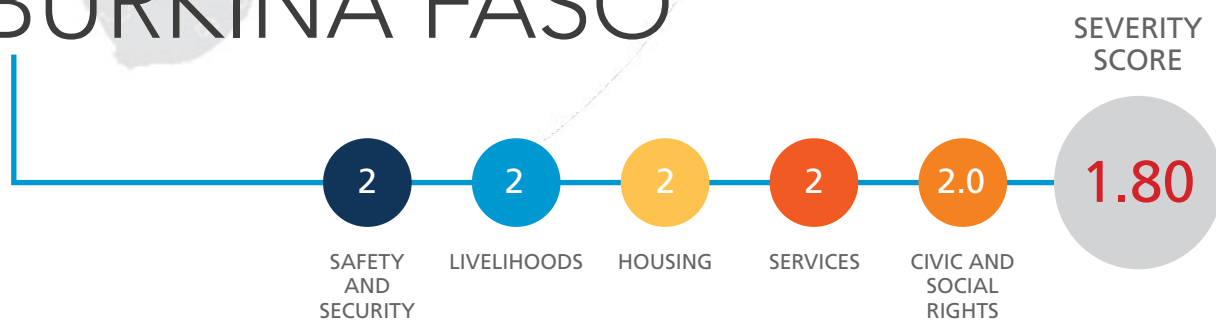 BURKINA FASO
SEVERITY
SCORE
2
2
2
2
2.0
1.80
SAFETY
AND
SECURITY
LIVELIHOODS
HOUSING
SERVICES
CIVIC AND
SOCIAL
RIGHTS